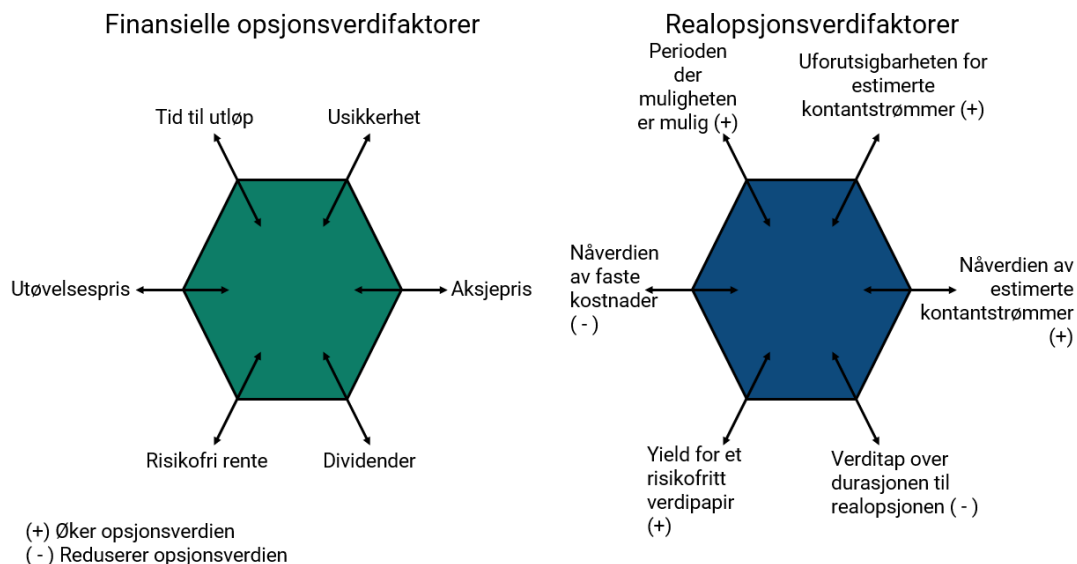 Finansielle opsjonsverdifaktorer
Tid til utløp
Usikkerhet
Utøvelsespris
Aksjepris
Risikofri rente
Dividender
(+) Øker opsjonsverdien
( - ) Reduserer opsjonsverdien
Realopsjonsverdifaktorer
Perioden
der
muligheten
er mulig (+)
Uforutsigbarheten for
estimerte
kontantstrømmer (+)
Nåverdien
av faste
kostnader
( - )
Nåverdien av
estimerte
kontantstrømmer
(+)
Yield for et
risikofritt
verdipapir
(+)
Verditap over
durasjonen til
realopsjonen ( - )